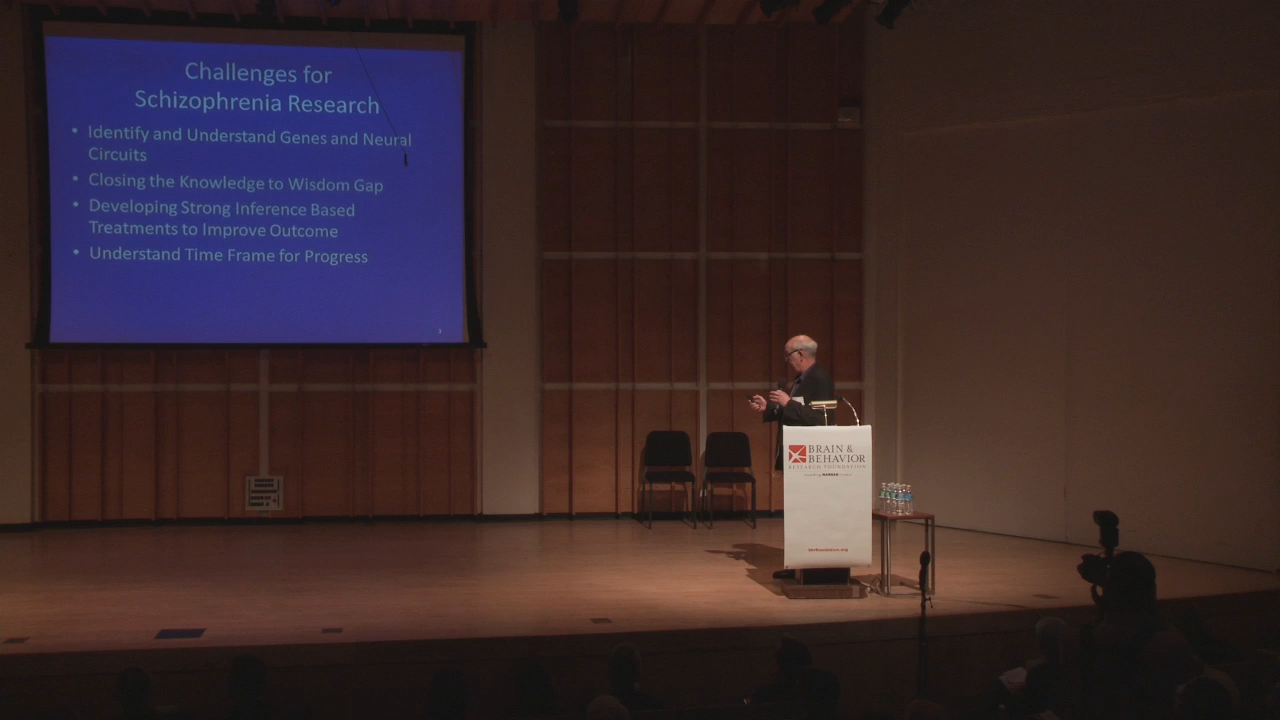 Challenges for
Schizophrenia Research
• Identify and Understand Genes and Neural
Circuits
• Closing the Knowledge to Wisdom Gap
• Developing Strong Inference Based
Treatments to Improve Outcome
• Understand Time Frame for Progress
3
BRAIN &
BEHAVIOR
RESEARCH FOUNDATION